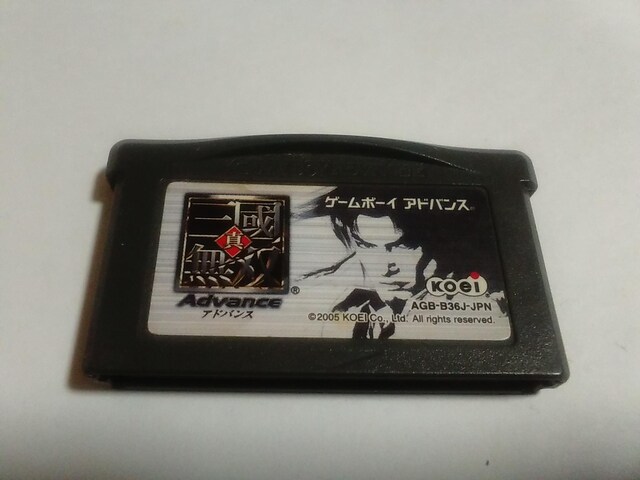 ゲームボーイ アドバンス
三國
真
無双
Advance®
アドバンス
KOEI
AGB-B36J-JPN
©2005 KOEI Co., Ltd. All rights reserved.